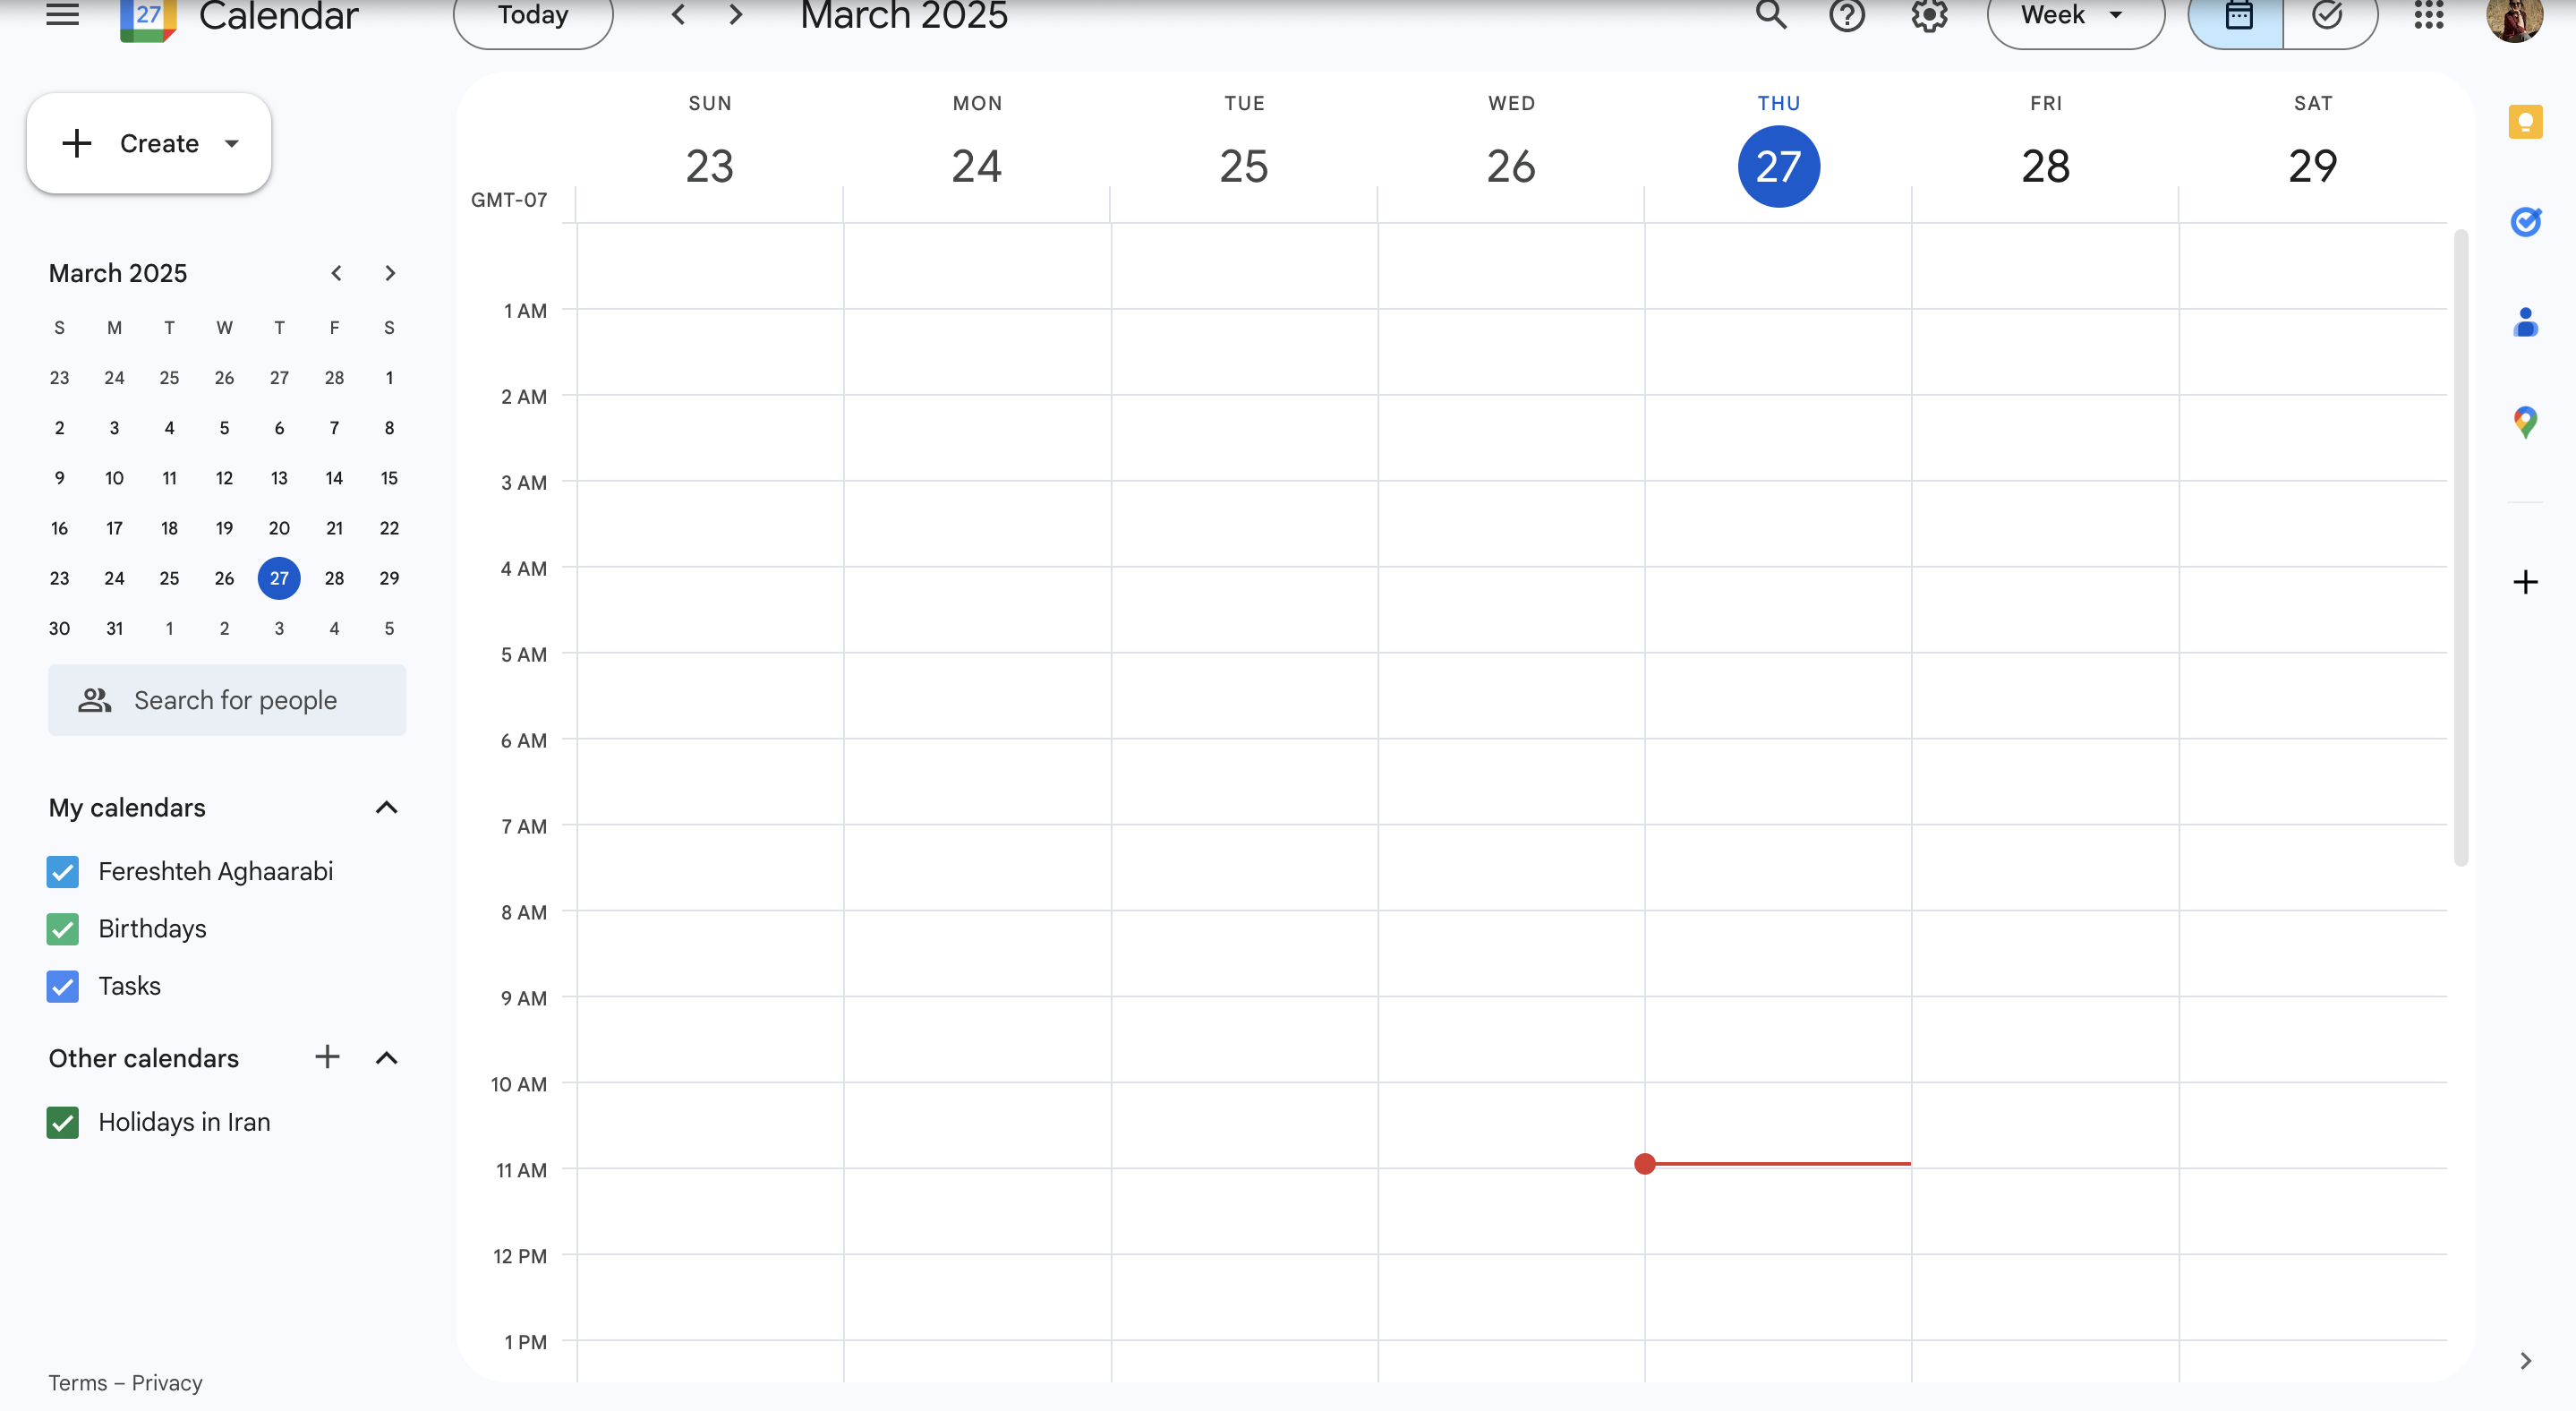 27 Calendar Today March 2025 Week
Create
SUN MON TUE WED THU FRI SAT
23 24 25 26 27 28 29
GMT-07
March 2025
S M T W T F S
23 24 25 26 27 28 1
2 3 4 5 6 7 8
9 10 11 12 13 14 15
16 17 18 19 20 21 22
23 24 25 26 27 28 29
30 31 1 2 3 4 5
Search for people
My calendars
Fereshteh Aghaarabi
Birthdays
Tasks
Other calendars
Holidays in Iran
Terms – Privacy
1 AM
2 AM
3 AM
4 AM
5 AM
6 AM
7 AM
8 AM
9 AM
10 AM
11 AM
12 PM
1 PM